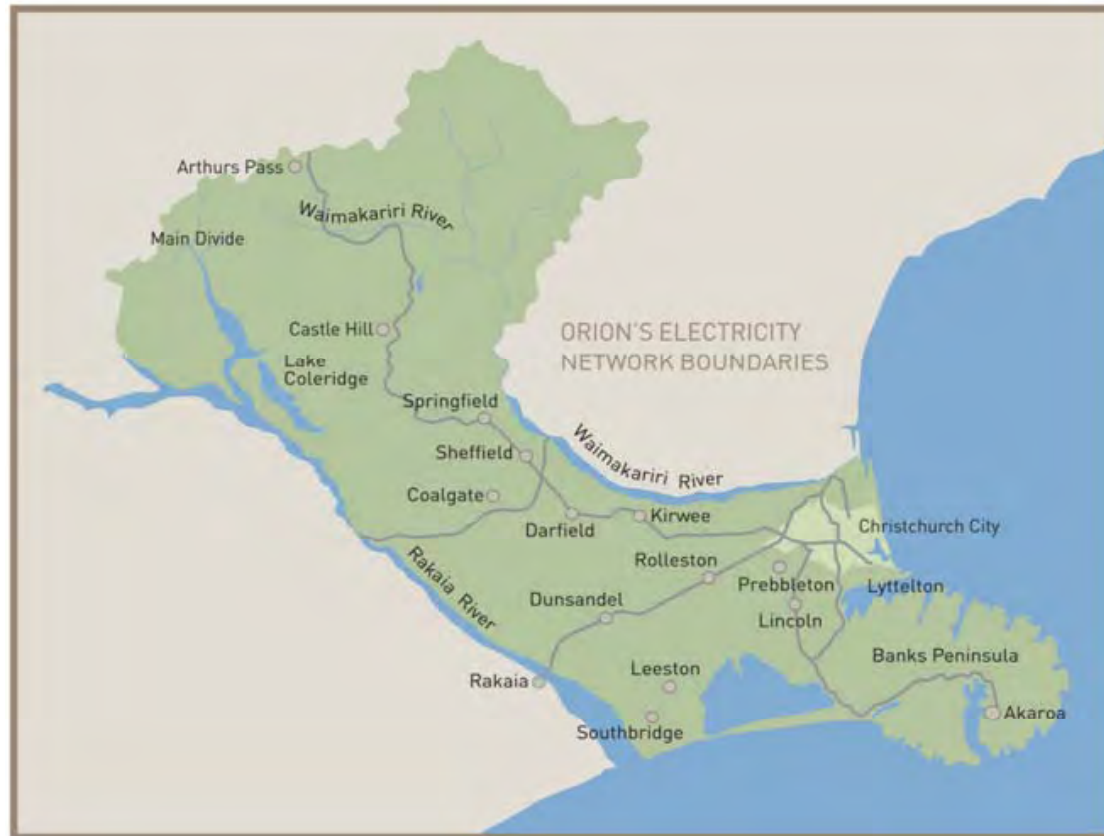 Arthurs Pass
Waimakariri River
Main Divide
ORION'S ELECTRICITY
NETWORK BOUNDARIES
Castle Hill
Lake
Coleridge
Springfield
Waimakariri River
Sheffield
Coalgate
Darfield
Kirwee
Christchurch City
Rolleston
Prebbleton
Lyttelton
Rakaia River
Dunsandel
Lincoln
Leeston
Banks Peninsula
Rakaia
Southbridge
Akaroa